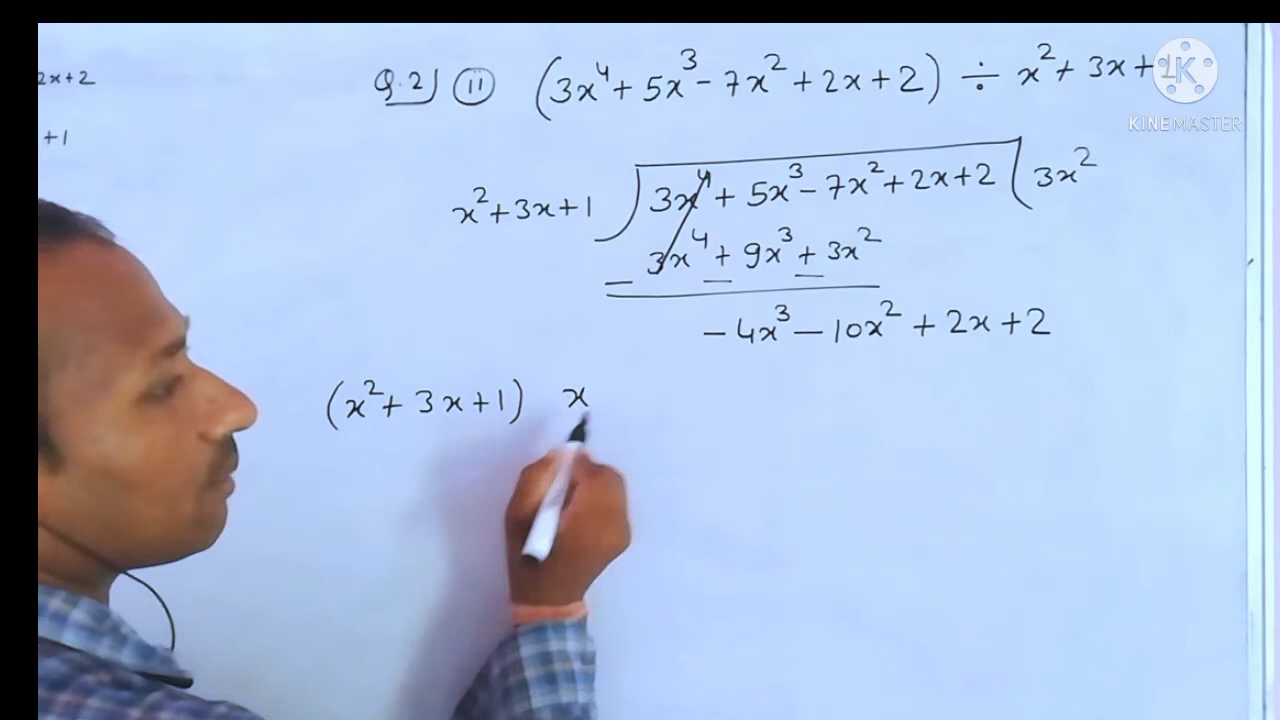 2x+2
+1
Q.2) (ii) (3x⁴ + 5x³ - 7x² + 2x + 2) ÷ x² + 3x + 1
KINEMASTER
x² + 3x + 1 ) 3x⁴ + 5x³ - 7x² + 2x + 2 ( 3x²
3x⁴ + 9x³ + 3x²
- - -
- 4x³ - 10x² + 2x + 2
(x² + 3x + 1) x